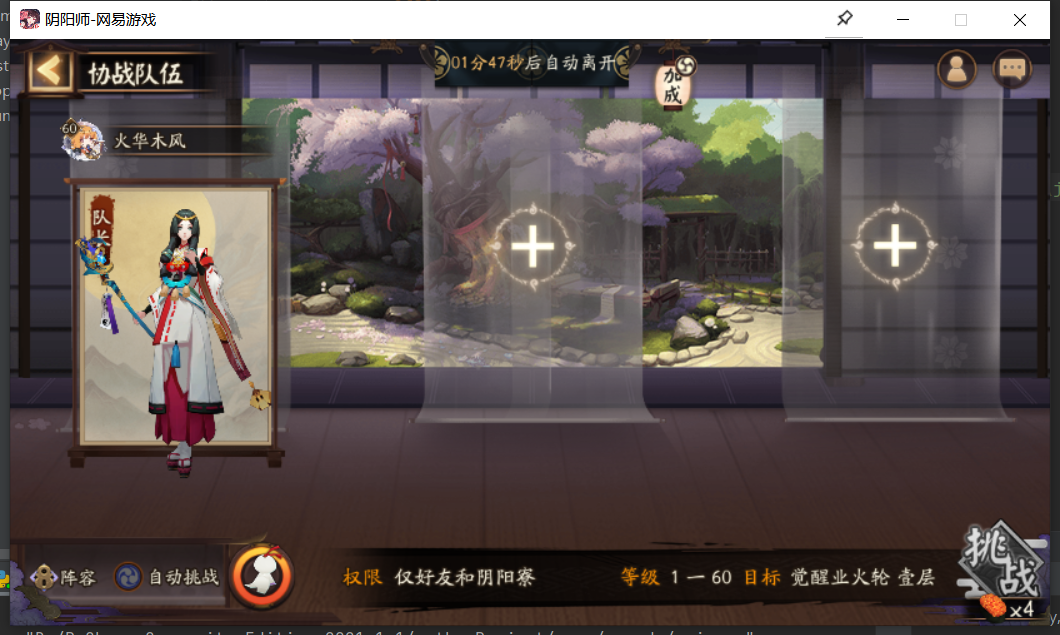 阴阳师-网易游戏
协战队伍
01分47秒后自动离开
加成
60
火华木风
队长
阵容
自动挑战
权限 仅好友和阴阳寮
等级 1 一 60 目标 觉醒业火轮 壹层
挑战
x4